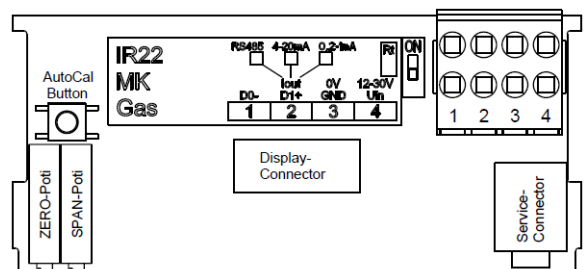 IR22
MK
Gas
RS485 4-20mA 0,2-1mA
Rt
ON
Iout
D0- D1+ 0V GND 12-30V Uin
1 2 3 4
AutoCal
Button
ZERO-Poti
SPAN-Poti
Display-
Connector
1 2 3 4
Service-
Connector